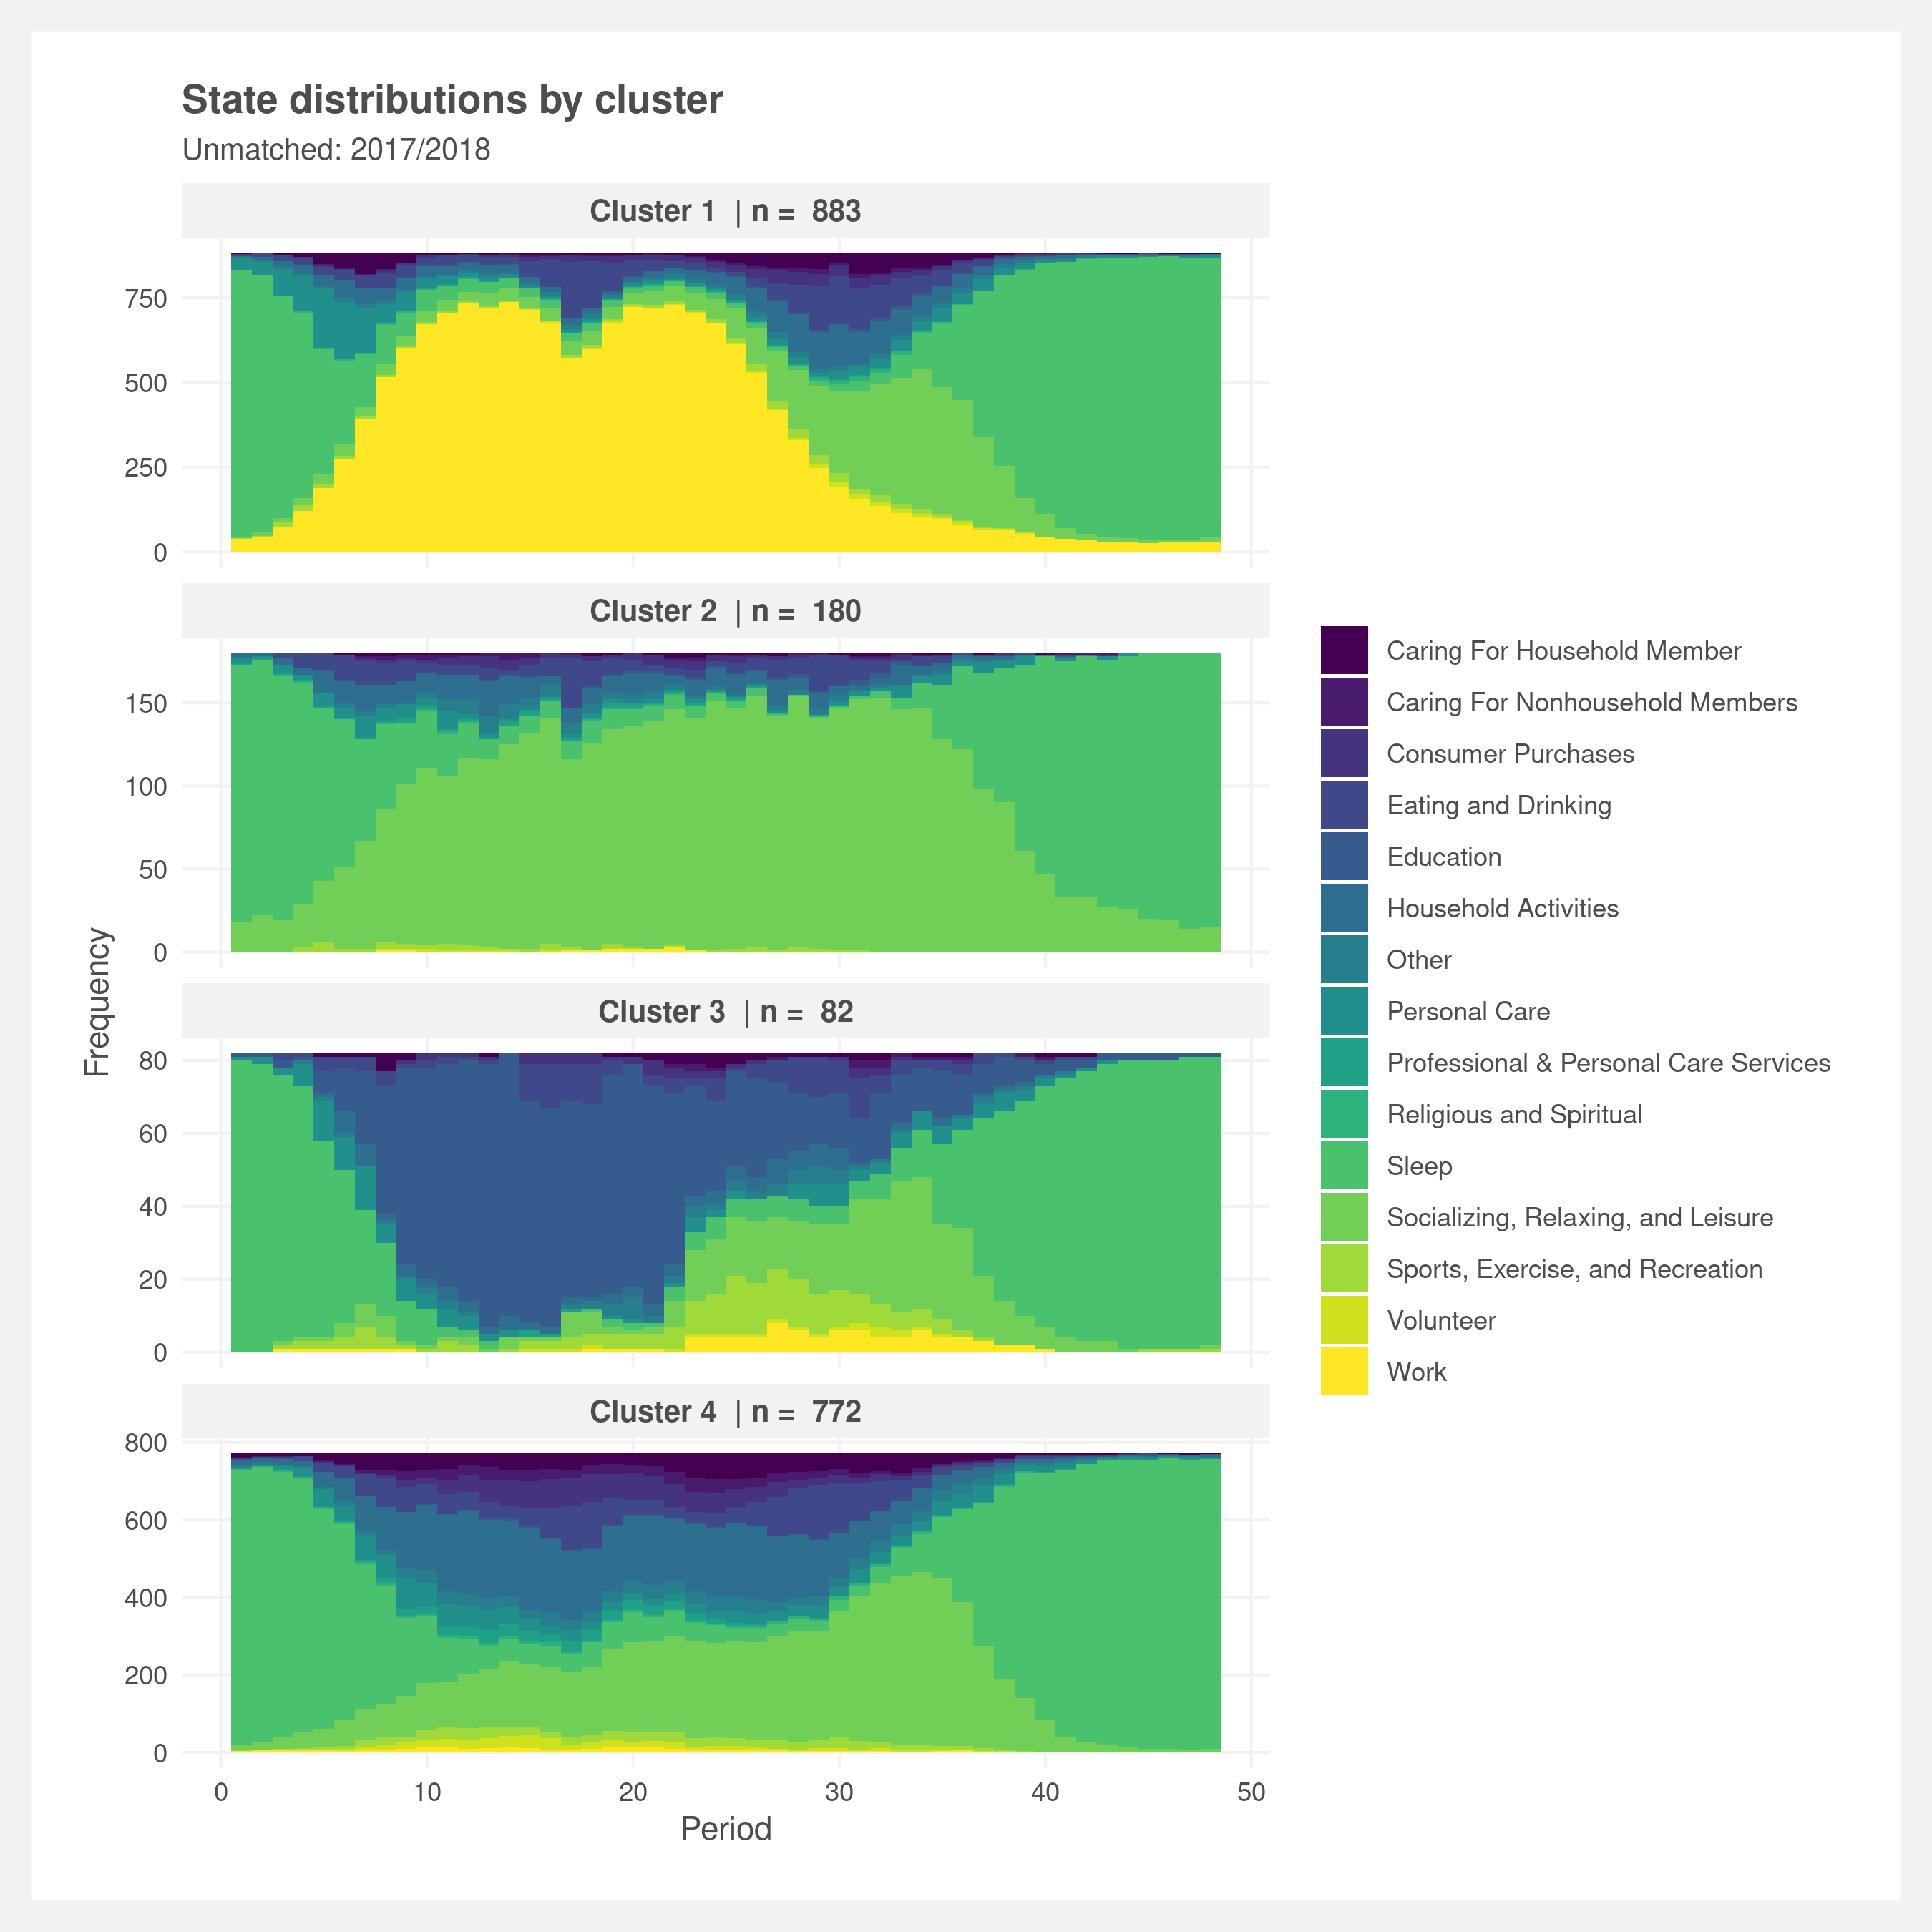 State distributions by cluster
Unmatched: 2017/2018
Cluster 1 | n = 883
750
500
250
0
Cluster 2 | n = 180
150
100
50
0
Cluster 3 | n = 82
80
60
40
20
0
Cluster 4 | n = 772
800
600
400
200
0
0 10 20 30 40 50
Period
Frequency
Caring For Household Member
Caring For Nonhousehold Members
Consumer Purchases
Eating and Drinking
Education
Household Activities
Other
Personal Care
Professional & Personal Care Services
Religious and Spiritual
Sleep
Socializing, Relaxing, and Leisure
Sports, Exercise, and Recreation
Volunteer
Work